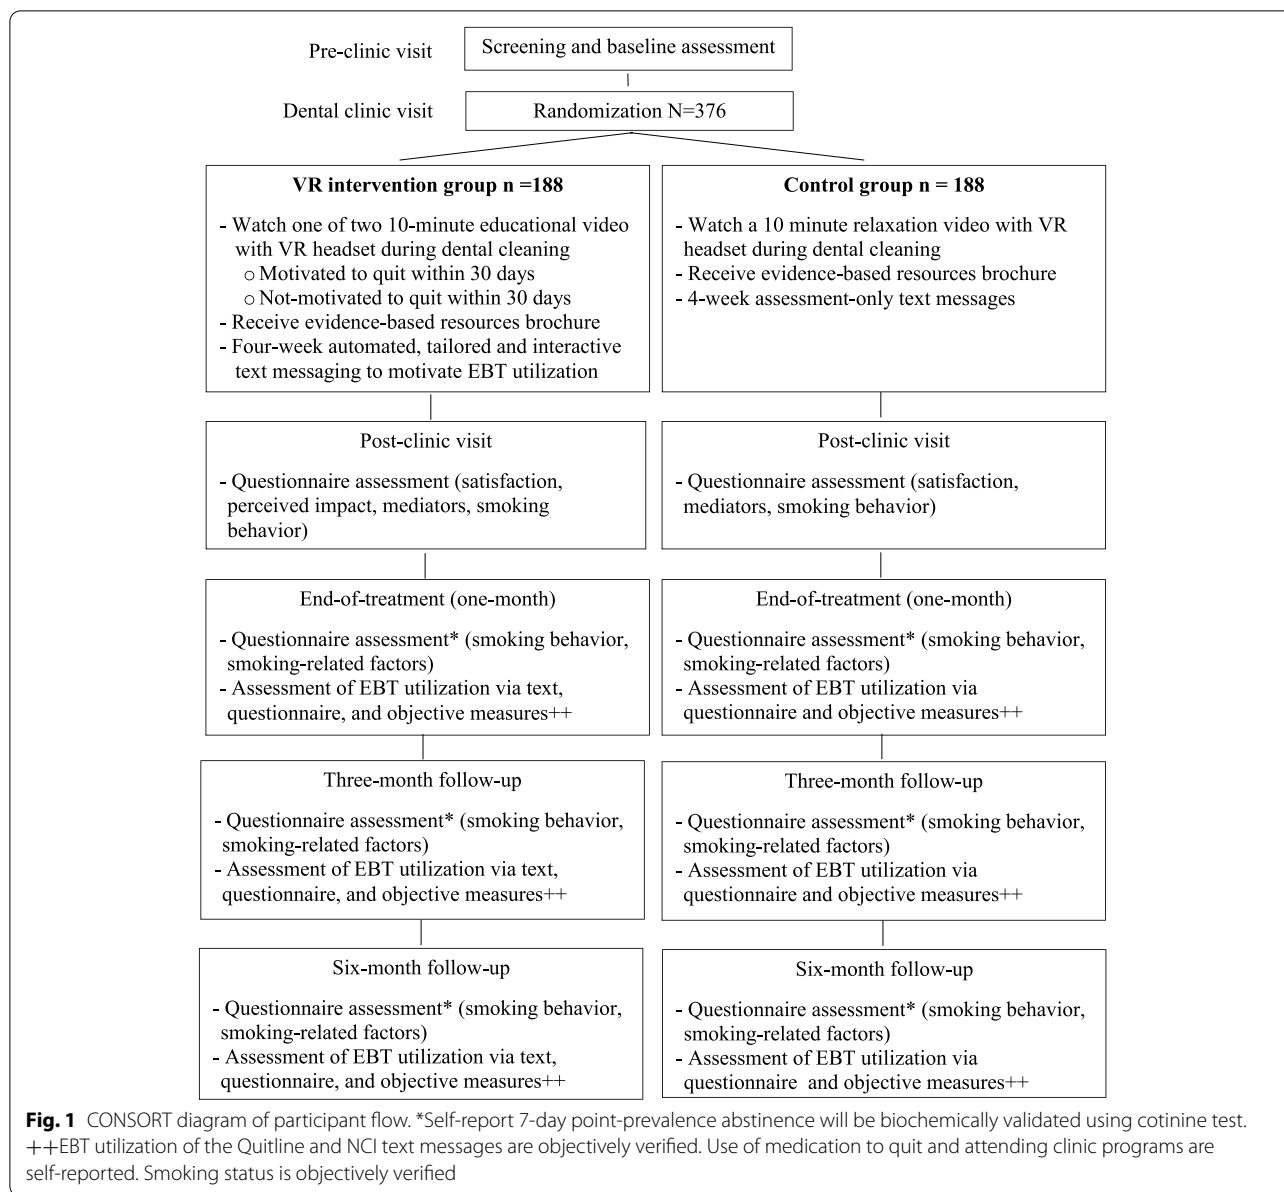 Pre-clinic visit
Screening and baseline assessment
Dental clinic visit
Randomization N=376
VR intervention group n =188
- Watch one of two 10-minute educational video
with VR headset during dental cleaning
o Motivated to quit within 30 days
o Not-motivated to quit within 30 days
- Receive evidence-based resources brochure
- Four-week automated, tailored and interactive
text messaging to motivate EBT utilization
Control group n = 188
- Watch a 10 minute relaxation video with VR
headset during dental cleaning
- Receive evidence-based resources brochure
- 4-week assessment-only text messages
Post-clinic visit
- Questionnaire assessment (satisfaction,
perceived impact, mediators, smoking
behavior)
Post-clinic visit
- Questionnaire assessment (satisfaction,
mediators, smoking behavior)
End-of-treatment (one-month)
- Questionnaire assessment* (smoking behavior,
smoking-related factors)
- Assessment of EBT utilization via text,
questionnaire, and objective measures++
End-of-treatment (one-month)
- Questionnaire assessment* (smoking behavior,
smoking-related factors)
- Assessment of EBT utilization via
questionnaire and objective measures++
Three-month follow-up
- Questionnaire assessment* (smoking behavior,
smoking-related factors)
- Assessment of EBT utilization via text,
questionnaire, and objective measures++
Three-month follow-up
- Questionnaire assessment* (smoking behavior,
smoking-related factors)
- Assessment of EBT utilization via
questionnaire and objective measures++
Six-month follow-up
- Questionnaire assessment* (smoking behavior,
smoking-related factors)
- Assessment of EBT utilization via text,
questionnaire, and objective measures++
Six-month follow-up
- Questionnaire assessment* (smoking behavior,
smoking-related factors)
- Assessment of EBT utilization via
questionnaire and objective measures++
Fig. 1 CONSORT diagram of participant flow. *Self-report 7-day point-prevalence abstinence will be biochemically validated using cotinine test.
++EBT utilization of the Quitline and NCI text messages are objectively verified. Use of medication to quit and attending clinic programs are
self-reported. Smoking status is objectively verified